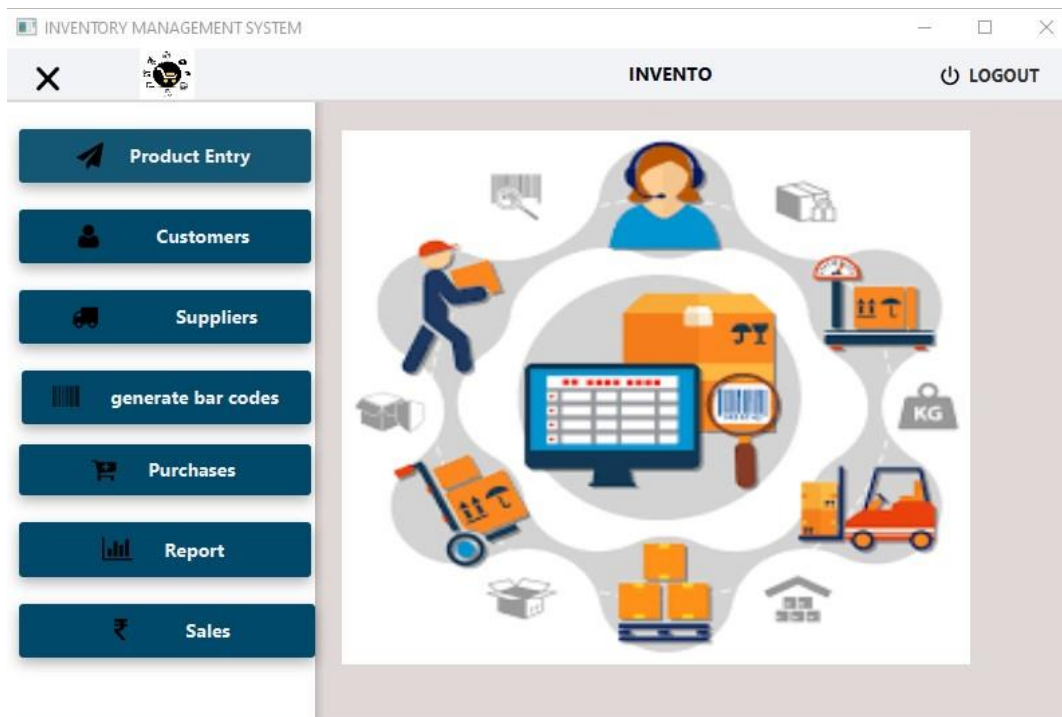 INVENTORY MANAGEMENT SYSTEM
INVENTO
LOGOUT
Product Entry
Customers
Suppliers
generate bar codes
Purchases
Report
Sales
KG